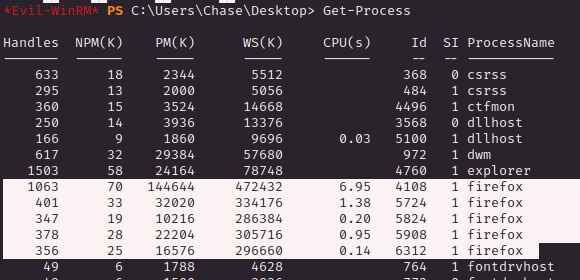 *Evil-WinRM* PS C:\Users\Chase\Desktop> Get-Process
Handles NPM(K) PM(K) WS(K) CPU(s) Id SI ProcessName
------- ------ ----- ----- ------ -- -- -----------
633 18 2344 5512 368 0 csrss
295 13 2000 5056 484 1 csrss
360 15 3524 14668 4496 1 ctfmon
250 14 3936 13376 3568 0 dllhost
166 9 1860 9696 0.03 5100 1 dllhost
617 32 29384 57680 972 1 dwm
1503 58 24164 78748 4760 1 explorer
1063 70 144644 472432 6.95 4108 1 firefox
401 33 32020 334176 1.38 5724 1 firefox
347 19 10216 286384 0.20 5824 1 firefox
378 28 22204 305716 0.95 5908 1 firefox
356 25 16576 296660 0.14 6312 1 firefox
49 6 1788 4628 764 1 fontdrvhost